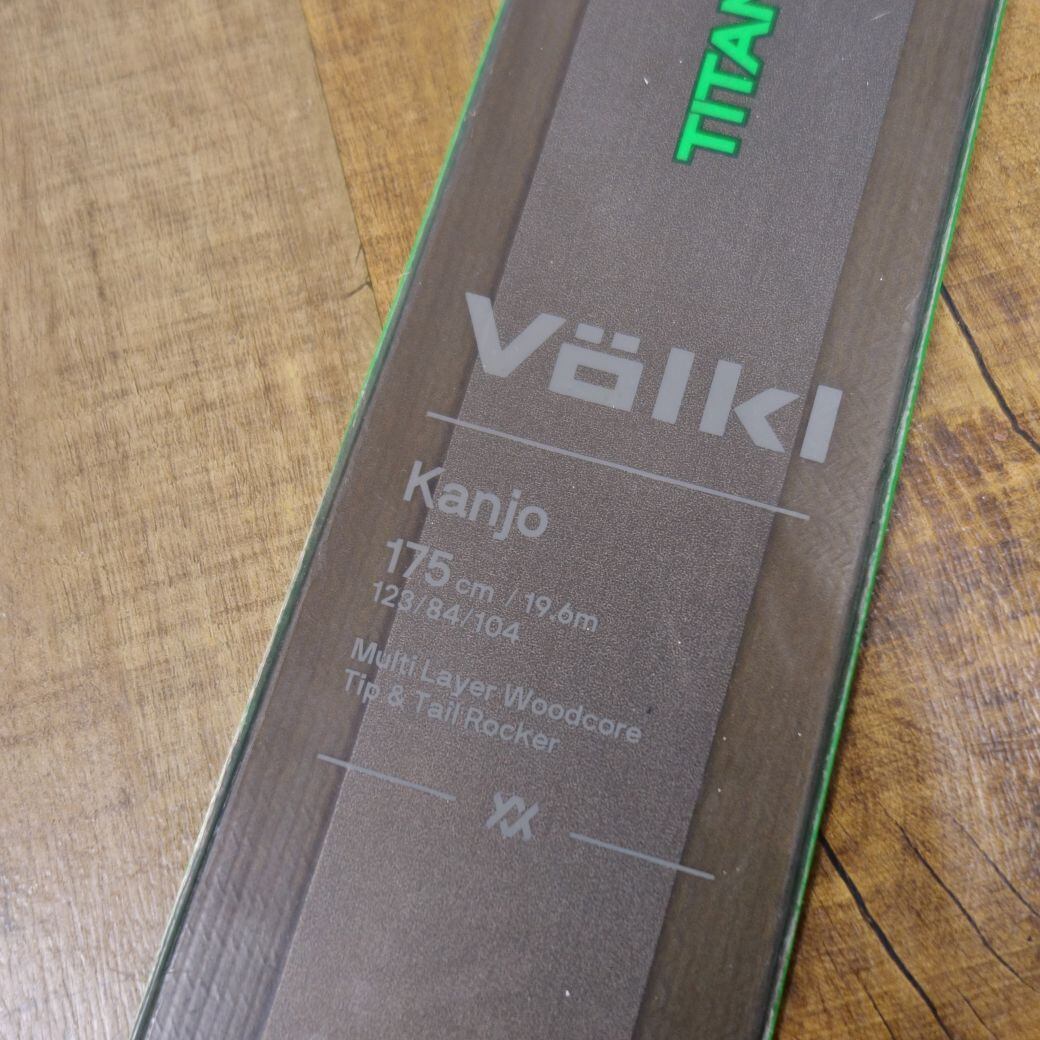 TITAN
Völkl
Kanjo
175 cm / 19.6m
123/84/104
Multi Layer Woodcore
Tip & Tail Rocker